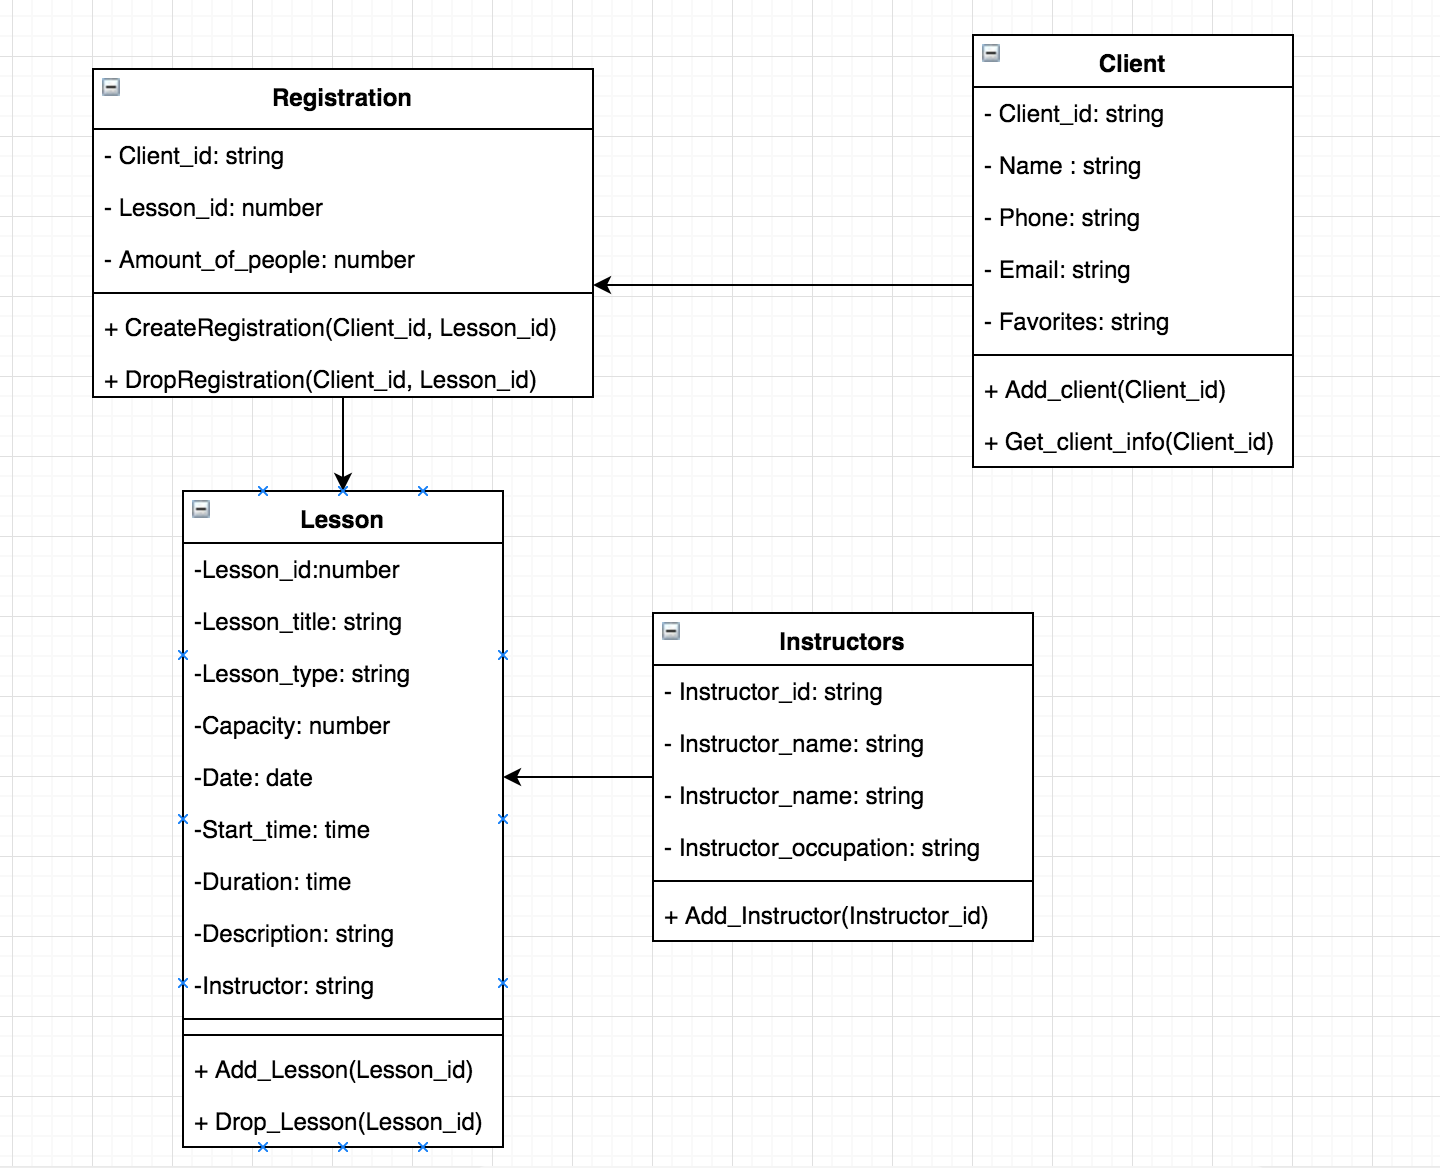 Registration
- Client_id: string
- Lesson_id: number
- Amount_of_people: number
+ CreateRegistration(Client_id, Lesson_id)
+ DropRegistration(Client_id, Lesson_id)
Client
- Client_id: string
- Name : string
- Phone: string
- Email: string
- Favorites: string
+ Add_client(Client_id)
+ Get_client_info(Client_id)
Lesson
-Lesson_id:number
-Lesson_title: string
-Lesson_type: string
-Capacity: number
-Date: date
-Start_time: time
-Duration: time
-Description: string
-Instructor: string
+ Add_Lesson(Lesson_id)
+ Drop_Lesson(Lesson_id)
Instructors
- Instructor_id: string
- Instructor_name: string
- Instructor_name: string
- Instructor_occupation: string
+ Add_Instructor(Instructor_id)